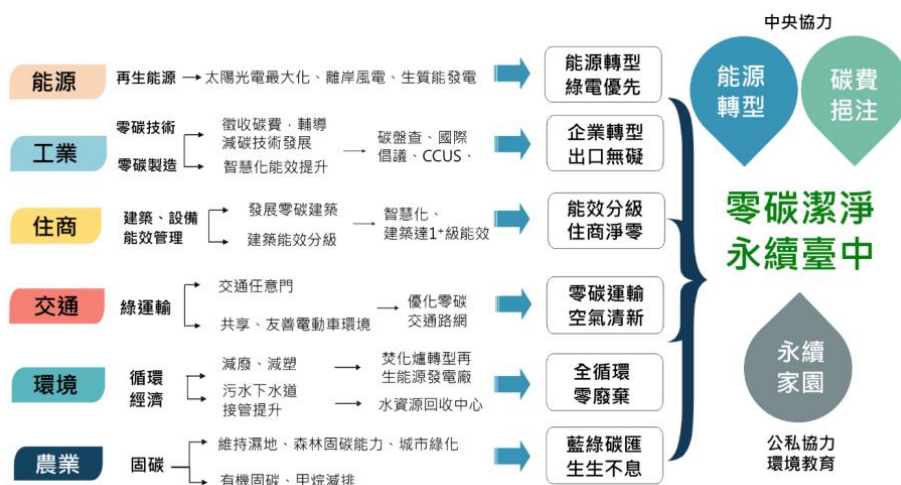 中央協力
能源
轉型
碳費
挹注
能源
再生能源
太陽光電最大化、離岸風電、生質能發電
能源轉型
綠電優先
工業
零碳技術
零碳製造
徵收碳費，輔導
減碳技術發展
智慧化能效提升
碳盤查、國際
倡議、CCUS、
企業轉型
出口無礙
住商
建築、設備
能效管理
發展零碳建築
建築能效分級
智慧化、
建築達1⁺級能效
能效分級
住商淨零
零碳潔淨
永續臺中
交通
綠運輸
交通任意門
共享、友善電動車環境
優化零碳
交通路網
零碳運輸
空氣清新
環境
循環
經濟
減廢、減塑
污水下水道
接管提升
焚化爐轉型再
生能源發電廠
水資源回收中心
全循環
零廢棄
永續
家園
農業
固碳
維持濕地、森林固碳能力、城市綠化
有機固碳、甲烷減排
藍綠碳匯
生生不息
公私協力
環境教育